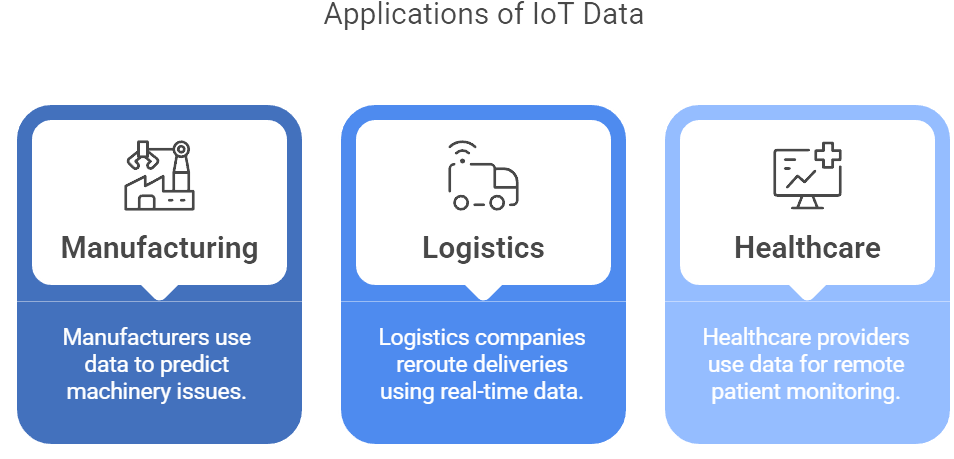 Applications of IoT Data
Manufacturing
Manufacturers use
data to predict
machinery issues.
Logistics
Logistics companies
reroute deliveries
using real-time data.
Healthcare
Healthcare providers
use data for remote
patient monitoring.